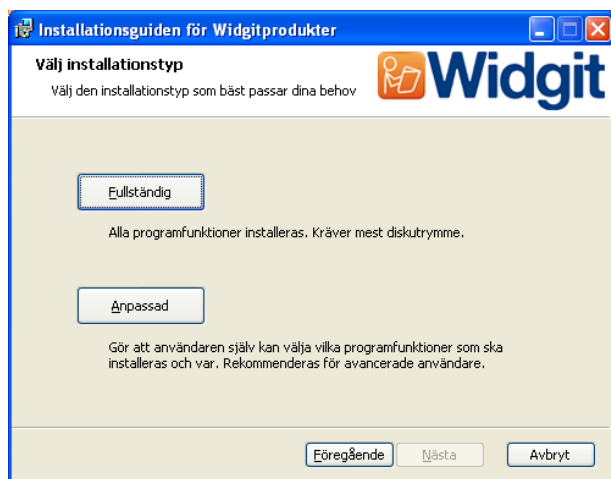 Installationsguiden för Widgitprodukter
Välj installationstyp
Välj den installationstyp som bäst passar dina behov
Widgit
Fullständig
Alla programfunktioner installeras. Kräver mest diskutrymme.
Anpassad
Gör att användaren själv kan välja vilka programfunktioner som ska
installeras och var. Rekommenderas för avancerade användare.
Föregående
Nästa
Avbryt